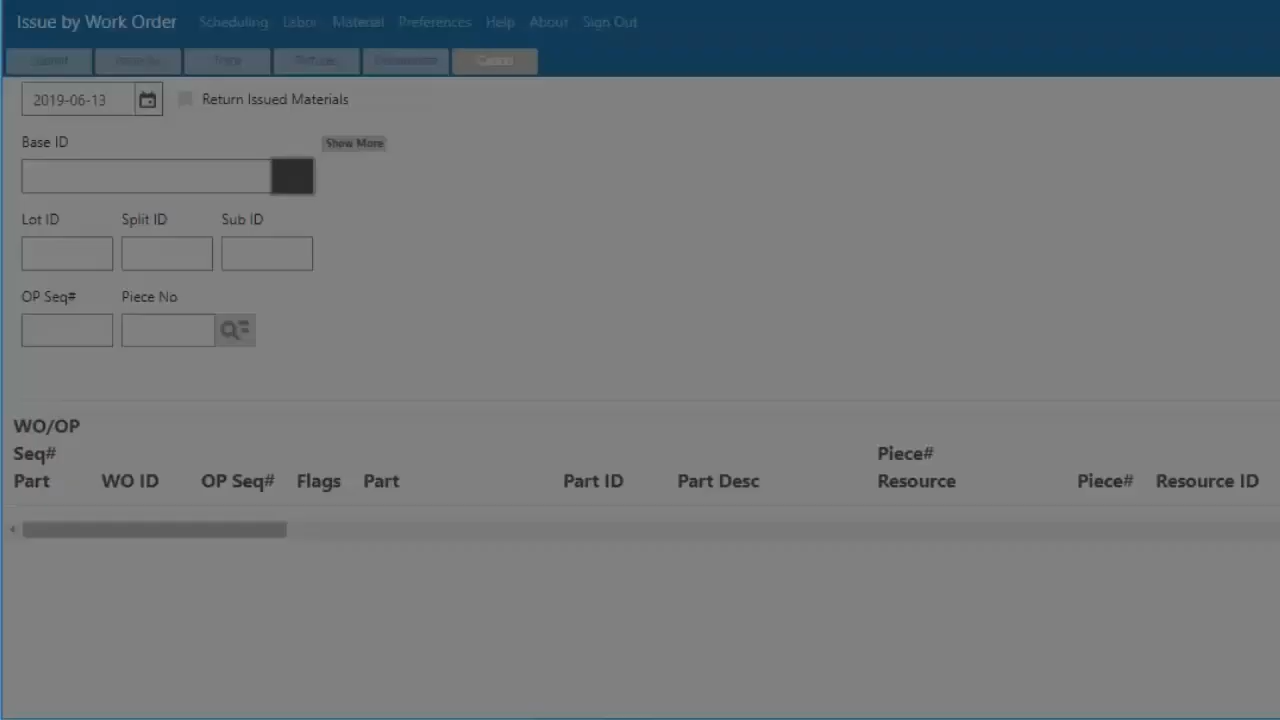 Issue by Work Order Scheduling Labor Material Preferences Help About Sign Out
Cancel
2019-06-13 Return Issued Materials
Base ID Show More
Lot ID Split ID Sub ID
OP Seq# Piece No
WO/OP
Seq# Piece#
Part WO ID OP Seq# Flags Part Part ID Part Desc Resource Piece# Resource ID